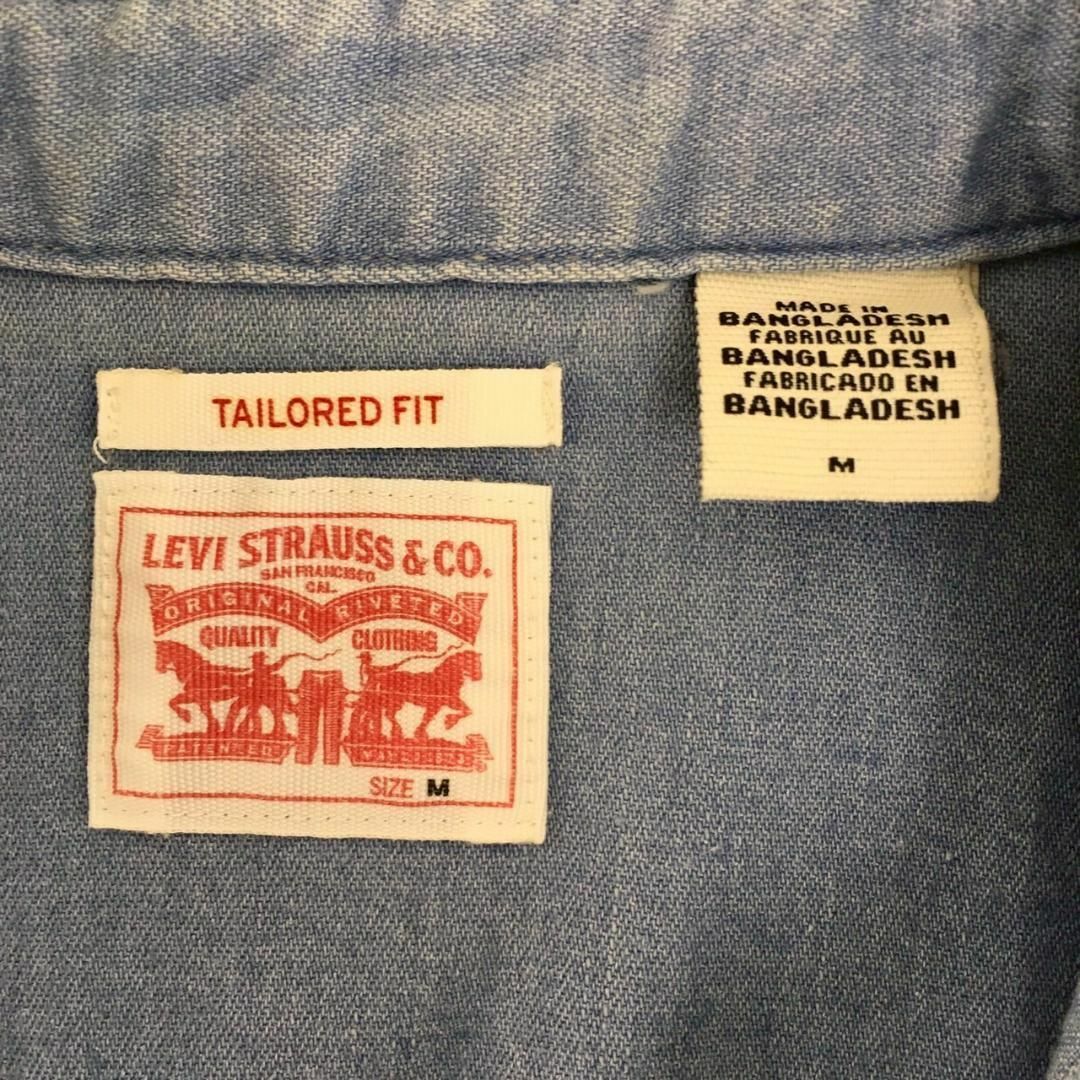 TAILORED FIT
LEVI STRAUSS & CO.
SAN FRANCISCO
CAL.
ORIGINAL RIVETED
QUALITY CLOTHING
SIZE M
MADE IN
BANGLADESH
FABRIQUE AU
BANGLADESH
FABRICADO EN
BANGLADESH
M